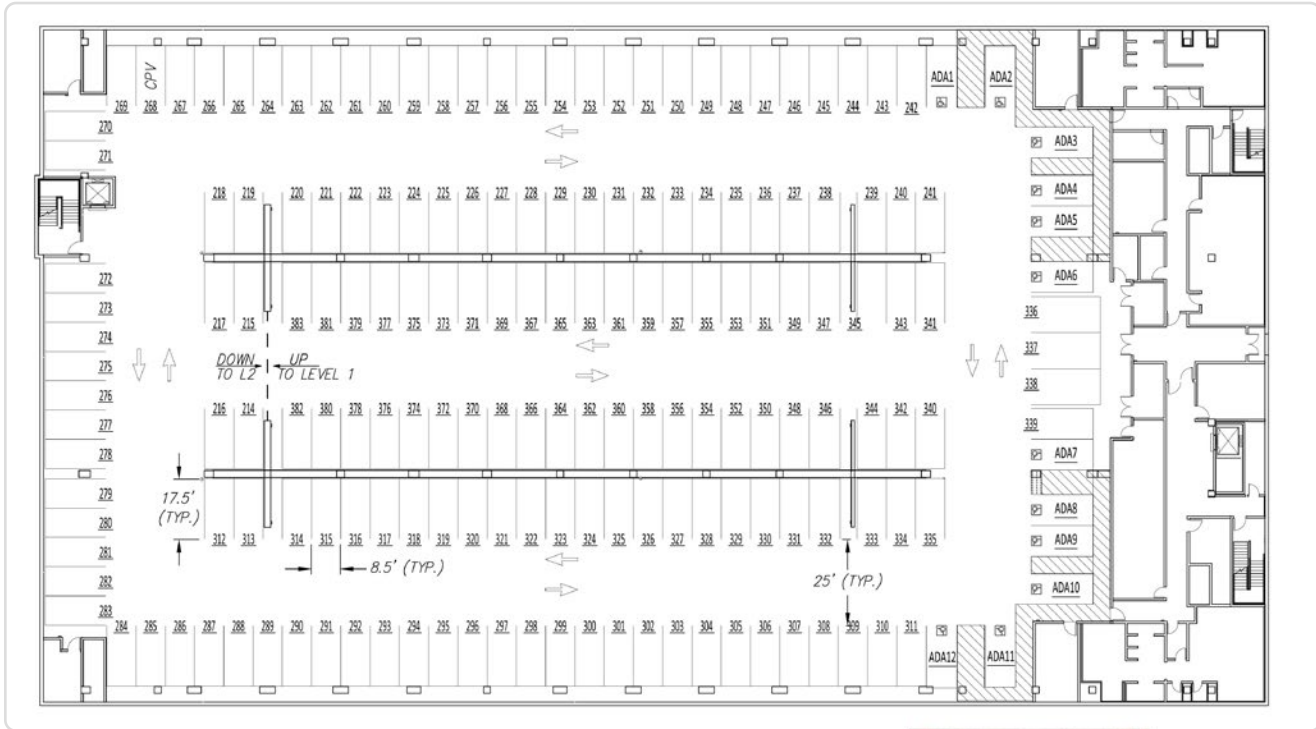 CPV ADA1 ADA2
269 268 267 266 265 264 263 262 261 260 259 258 257 256 255 254 253 252 251 250 249 248 247 246 245 244 243 242
270
271
ADA3
ADA4
ADA5
218 219 220 221 222 223 224 225 226 227 228 229 230 231 232 233 234 235 236 237 238 239 240 241
272
273
274
275
276
277
278
279
280
281
282
283
ADA6
336
337
338
339
217 215 383 381 379 377 375 373 371 369 367 365 363 361 359 357 355 353 351 349 347 345 343 341
DOWN UP
TO L2 TO LEVEL 1
216 214 382 380 378 376 374 372 370 368 366 364 362 360 358 356 354 352 350 348 346 344 342 340
ADA7
17.5'
(TYP.)
ADA8
ADA9
312 313 314 315 316 317 318 319 320 321 322 323 324 325 326 327 328 329 330 331 332 333 334 335
8.5' (TYP.)
25' (TYP.)
ADA10
284 285 286 287 288 289 290 291 292 293 294 295 296 297 298 299 300 301 302 303 304 305 306 307 308 309 310 311
ADA12 ADA11